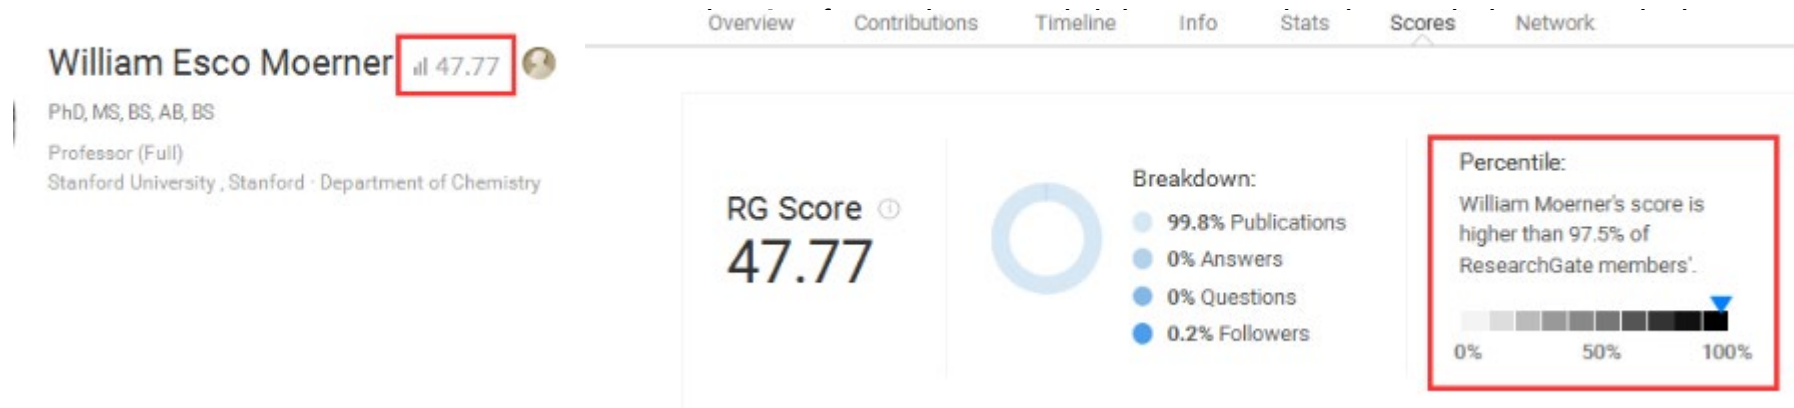 William Esco Moerner 47.77
PhD, MS, BS, AB, BS
Professor (Full)
Stanford University , Stanford · Department of Chemistry
Overview Contributions Timeline Info Stats Scores Network
RG Score
47.77
Breakdown:
99.8% Publications
0% Answers
0% Questions
0.2% Followers
Percentile:
William Moerner's score is
higher than 97.5% of
ResearchGate members'.
0% 50% 100%